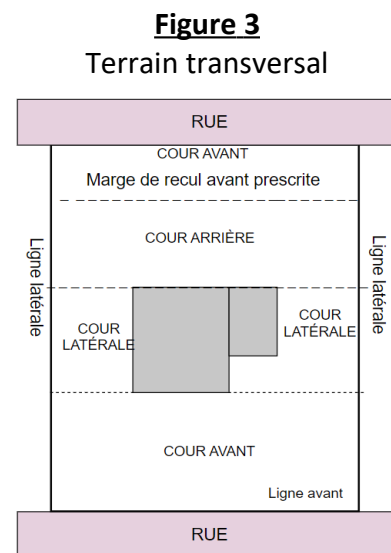 Figure 3
Terrain transversal
RUE
COUR AVANT
Marge de recul avant prescrite
COUR ARRIÈRE
Ligne latérale
Ligne latérale
COUR
LATÉRALE
COUR
LATÉRALE
COUR AVANT
Ligne avant
RUE